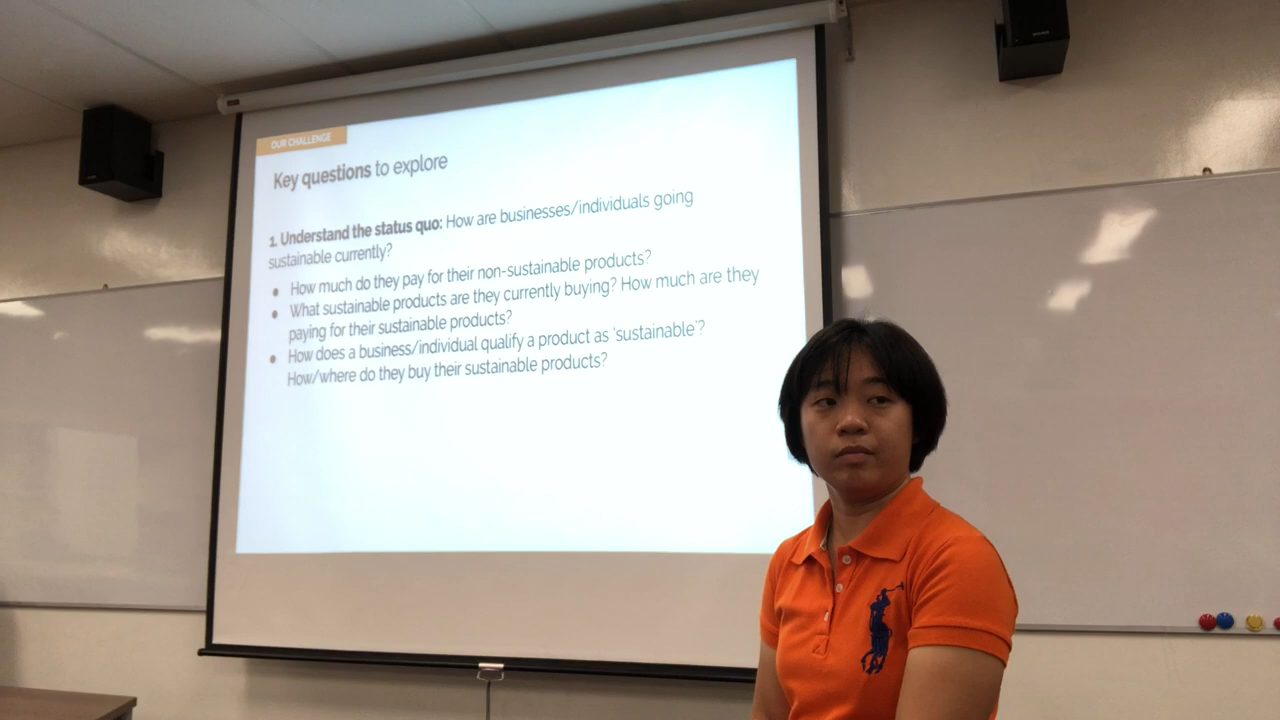 OUR CHALLENGE
Key questions to explore
1. Understand the status quo: How are businesses/individuals going
sustainable currently?
● How much do they pay for their non-sustainable products?
● What sustainable products are they currently buying? How much are they
paying for their sustainable products?
● How does a business/individual qualify a product as ‘sustainable’?
How/where do they buy their sustainable products?